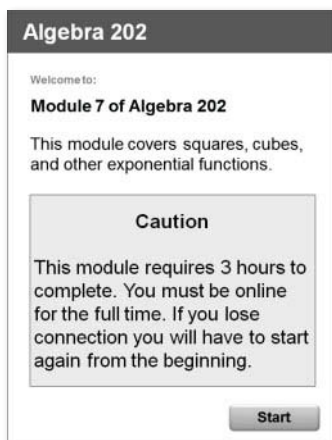 Algebra 202
Welcome to:
Module 7 of Algebra 202
This module covers squares, cubes,
and other exponential functions.
Caution
This module requires 3 hours to
complete. You must be online
for the full time. If you lose
connection you will have to start
again from the beginning.
Start